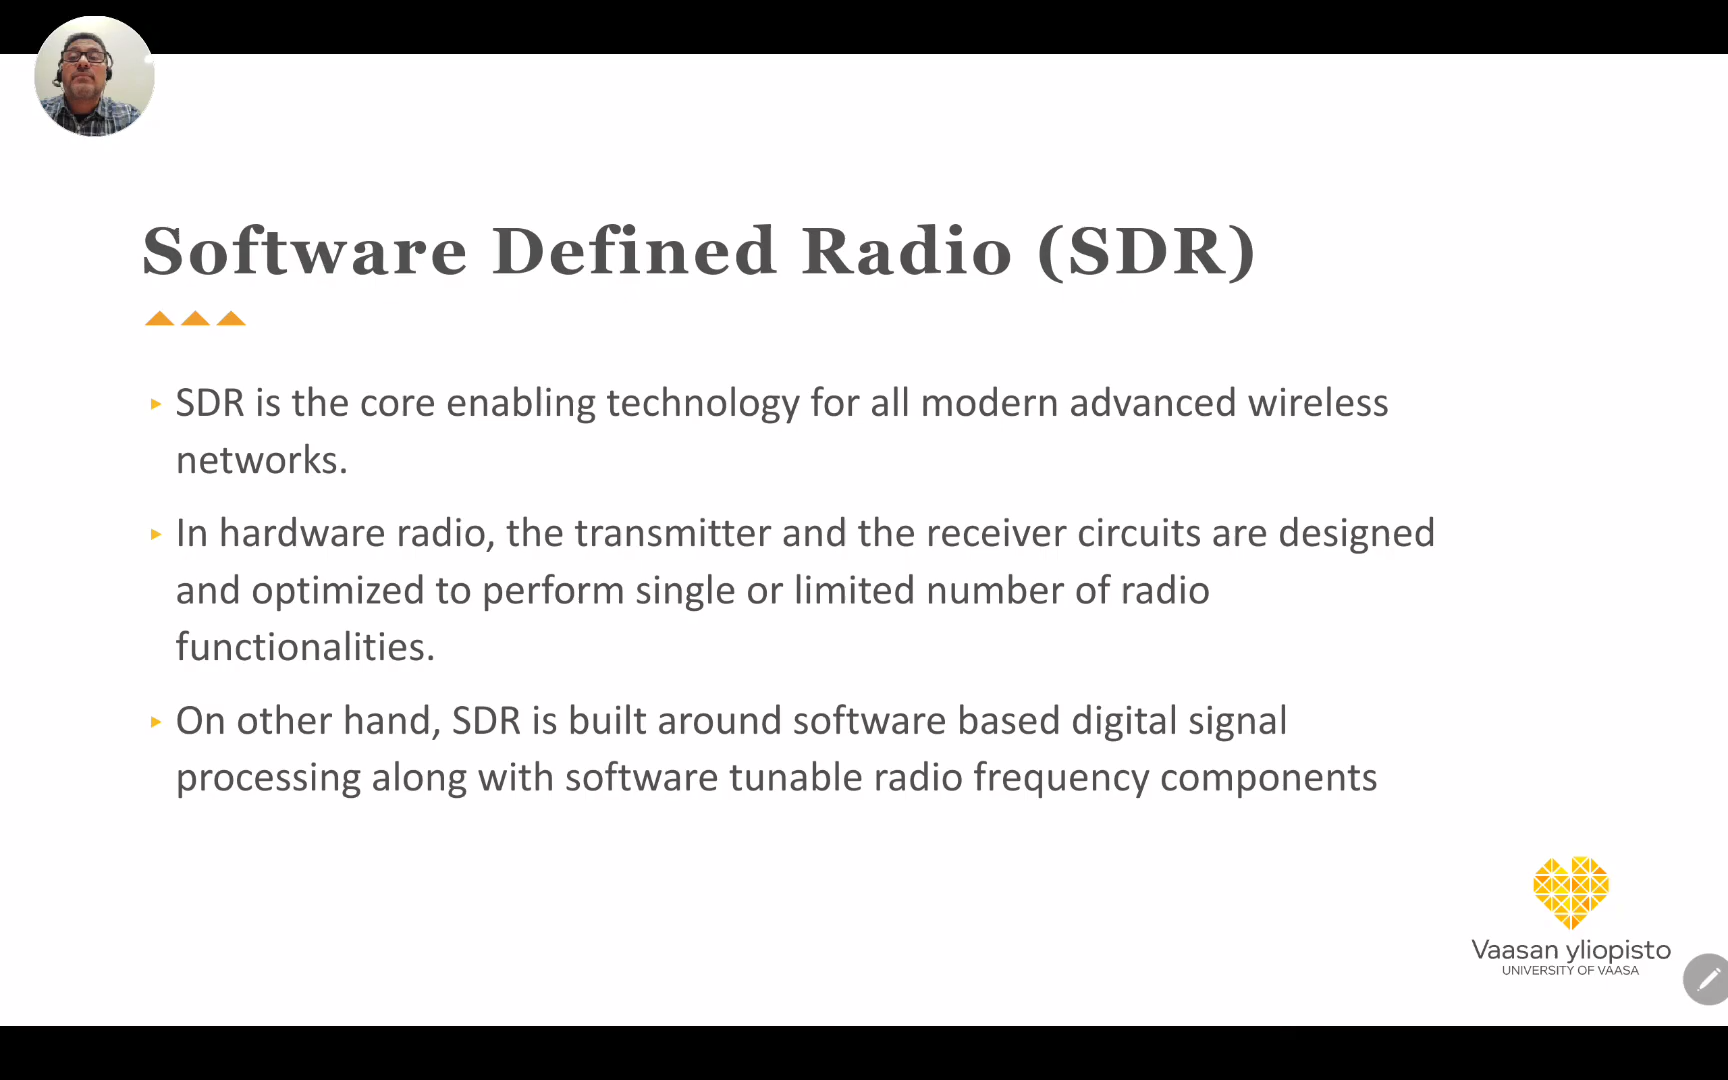 Software Defined Radio (SDR)
SDR is the core enabling technology for all modern advanced wireless
networks.
In hardware radio, the transmitter and the receiver circuits are designed
and optimized to perform single or limited number of radio
functionalities.
On other hand, SDR is built around software based digital signal
processing along with software tunable radio frequency components
Vaasan yliopisto
UNIVERSITY OF VAASA